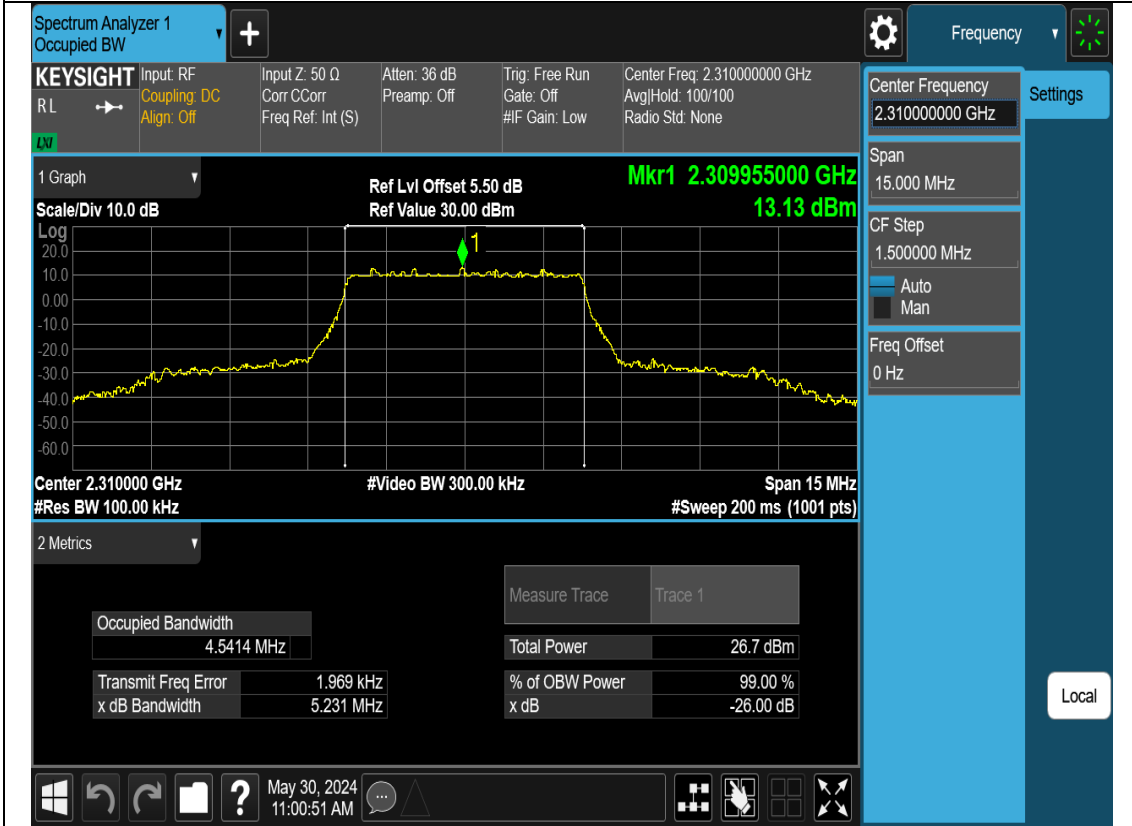 Spectrum Analyzer 1
Occupied BW
+
Frequency
KEYSIGHT
RL
LXI
Input: RF
Coupling: DC
Align: Off
Input Z: 50 Ω
Corr CCorr
Freq Ref: Int (S)
Atten: 36 dB
Preamp: Off
Trig: Free Run
Gate: Off
#IF Gain: Low
Center Freq: 2.310000000 GHz
Avg|Hold: 100/100
Radio Std: None
Center Frequency
2.310000000 GHz
Settings
Span
15.000 MHz
CF Step
1.500000 MHz
Auto
Man
Freq Offset
0 Hz
Local
1 Graph
Ref Lvl Offset 5.50 dB
Mkr1 2.309955000 GHz
Scale/Div 10.0 dB
Ref Value 30.00 dBm
13.13 dBm
Log
1
20.0
10.0
0.00
-10.0
-20.0
-30.0
-40.0
-50.0
-60.0
Center 2.310000 GHz
#Video BW 300.00 kHz
Span 15 MHz
#Res BW 100.00 kHz
#Sweep 200 ms (1001 pts)
2 Metrics
Measure Trace
Trace 1
Occupied Bandwidth
4.5414 MHz
Total Power
26.7 dBm
Transmit Freq Error
1.969 kHz
% of OBW Power
99.00 %
x dB Bandwidth
5.231 MHz
x dB
-26.00 dB
?
May 30, 2024
11:00:51 AM